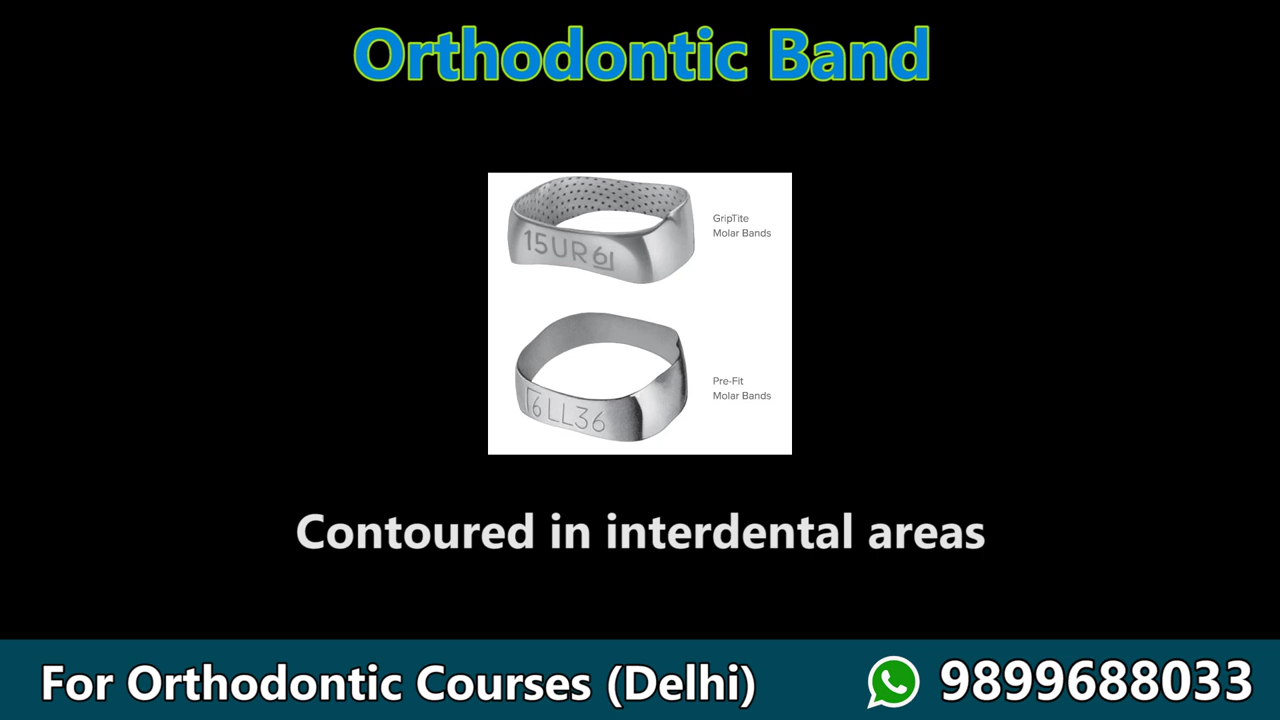 Orthodontic Band
15UR6
GripTite
Molar Bands
6LL36
Pre-Fit
Molar Bands
Contoured in interdental areas
For Orthodontic Courses (Delhi)
9899688033